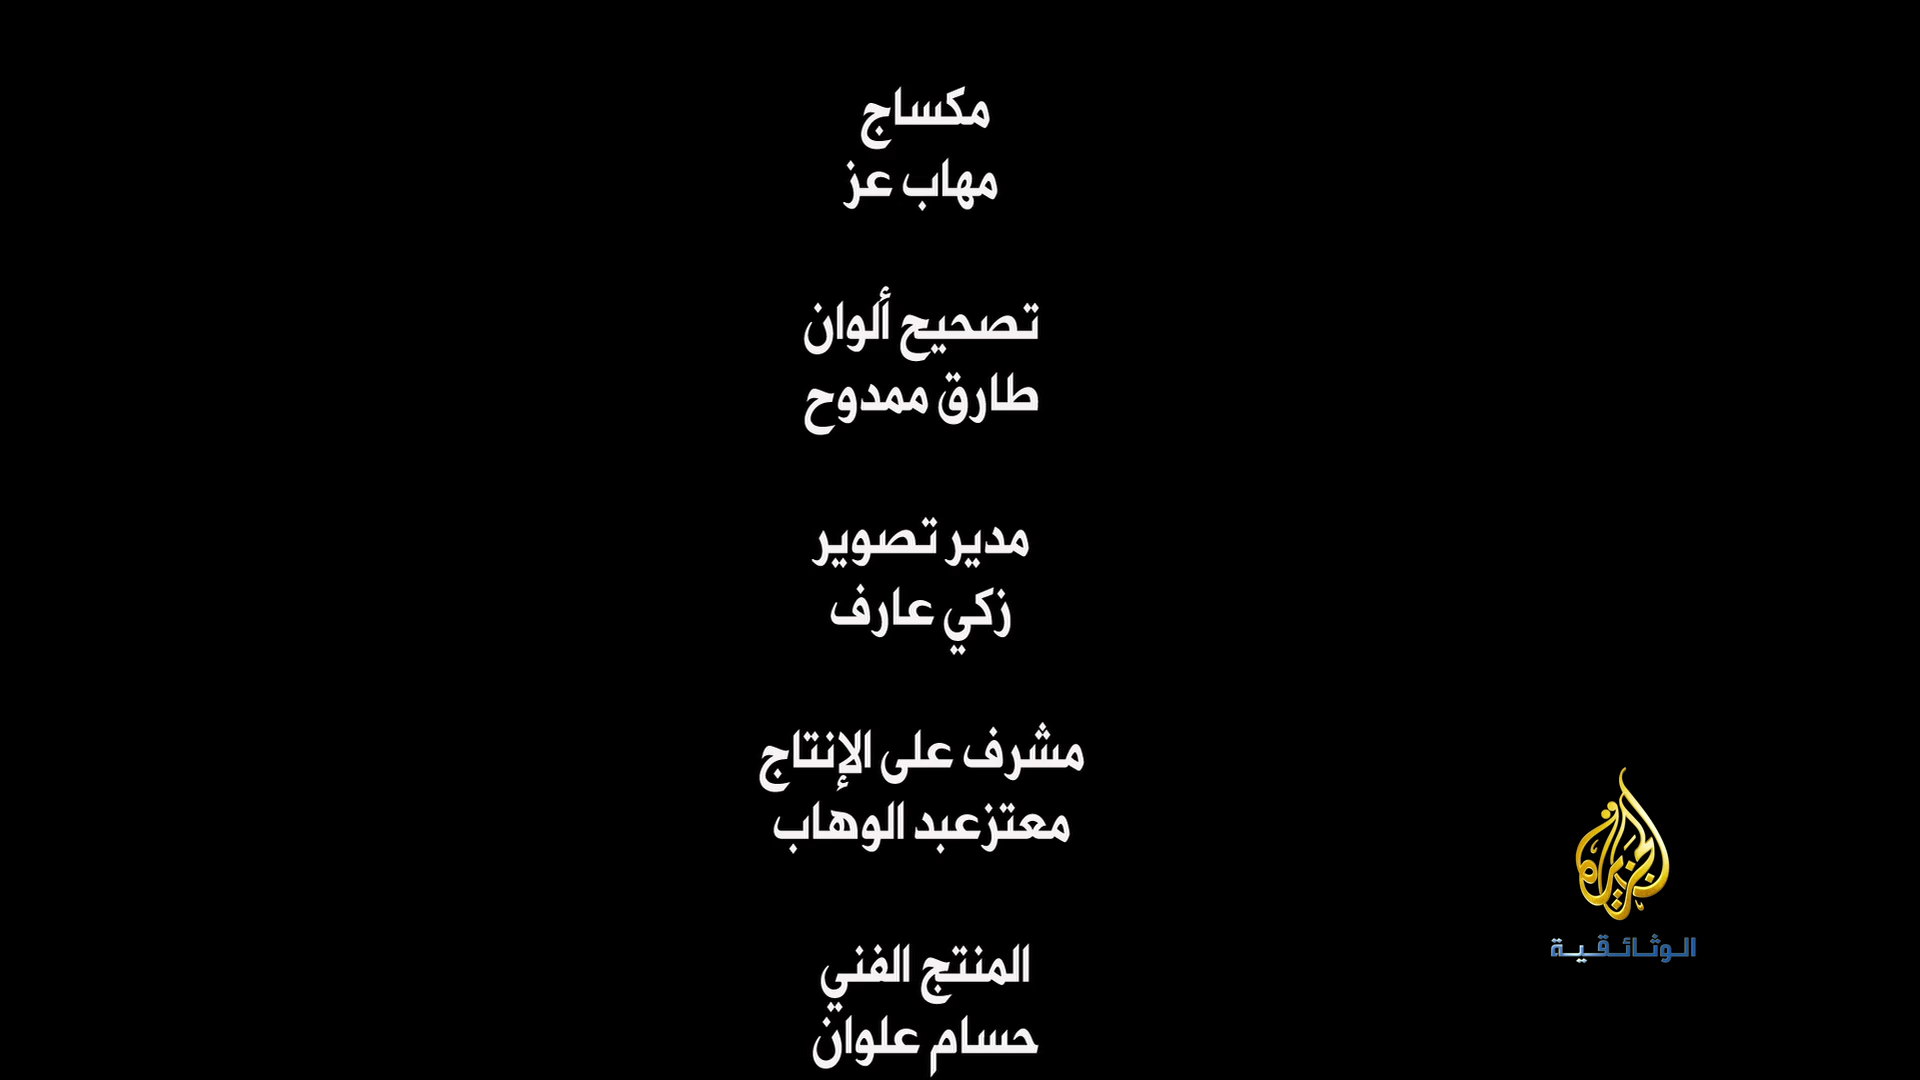 مكساج
مهاب عز
تصحيح ألوان
طارق ممدوح
مدير تصوير
زكي عارف
مشرف على الإنتاج
معتزعبد الوهاب
المنتج الفني
حسام علوان
الجزيرة
الوثائقية